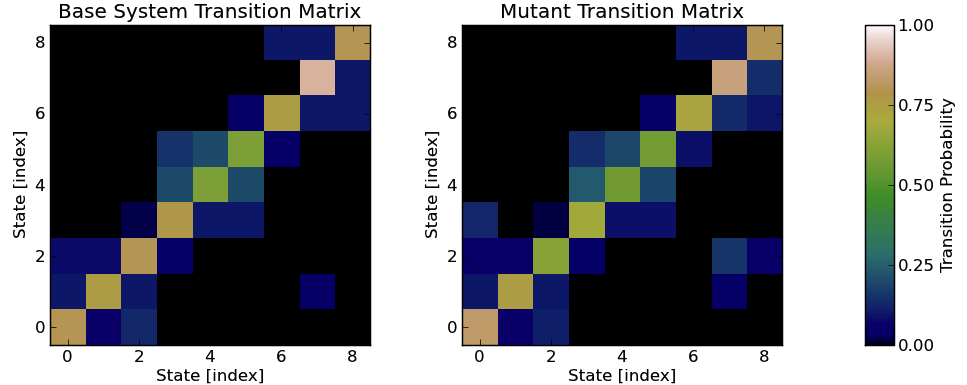 Base System Transition Matrix
Mutant Transition Matrix
8
6
4
2
0
0 2 4 6 8
State [index]
State [index]
8
6
4
2
0
0 2 4 6 8
State [index]
State [index]
1.00
0.75
0.50
0.25
0.00
Transition Probability